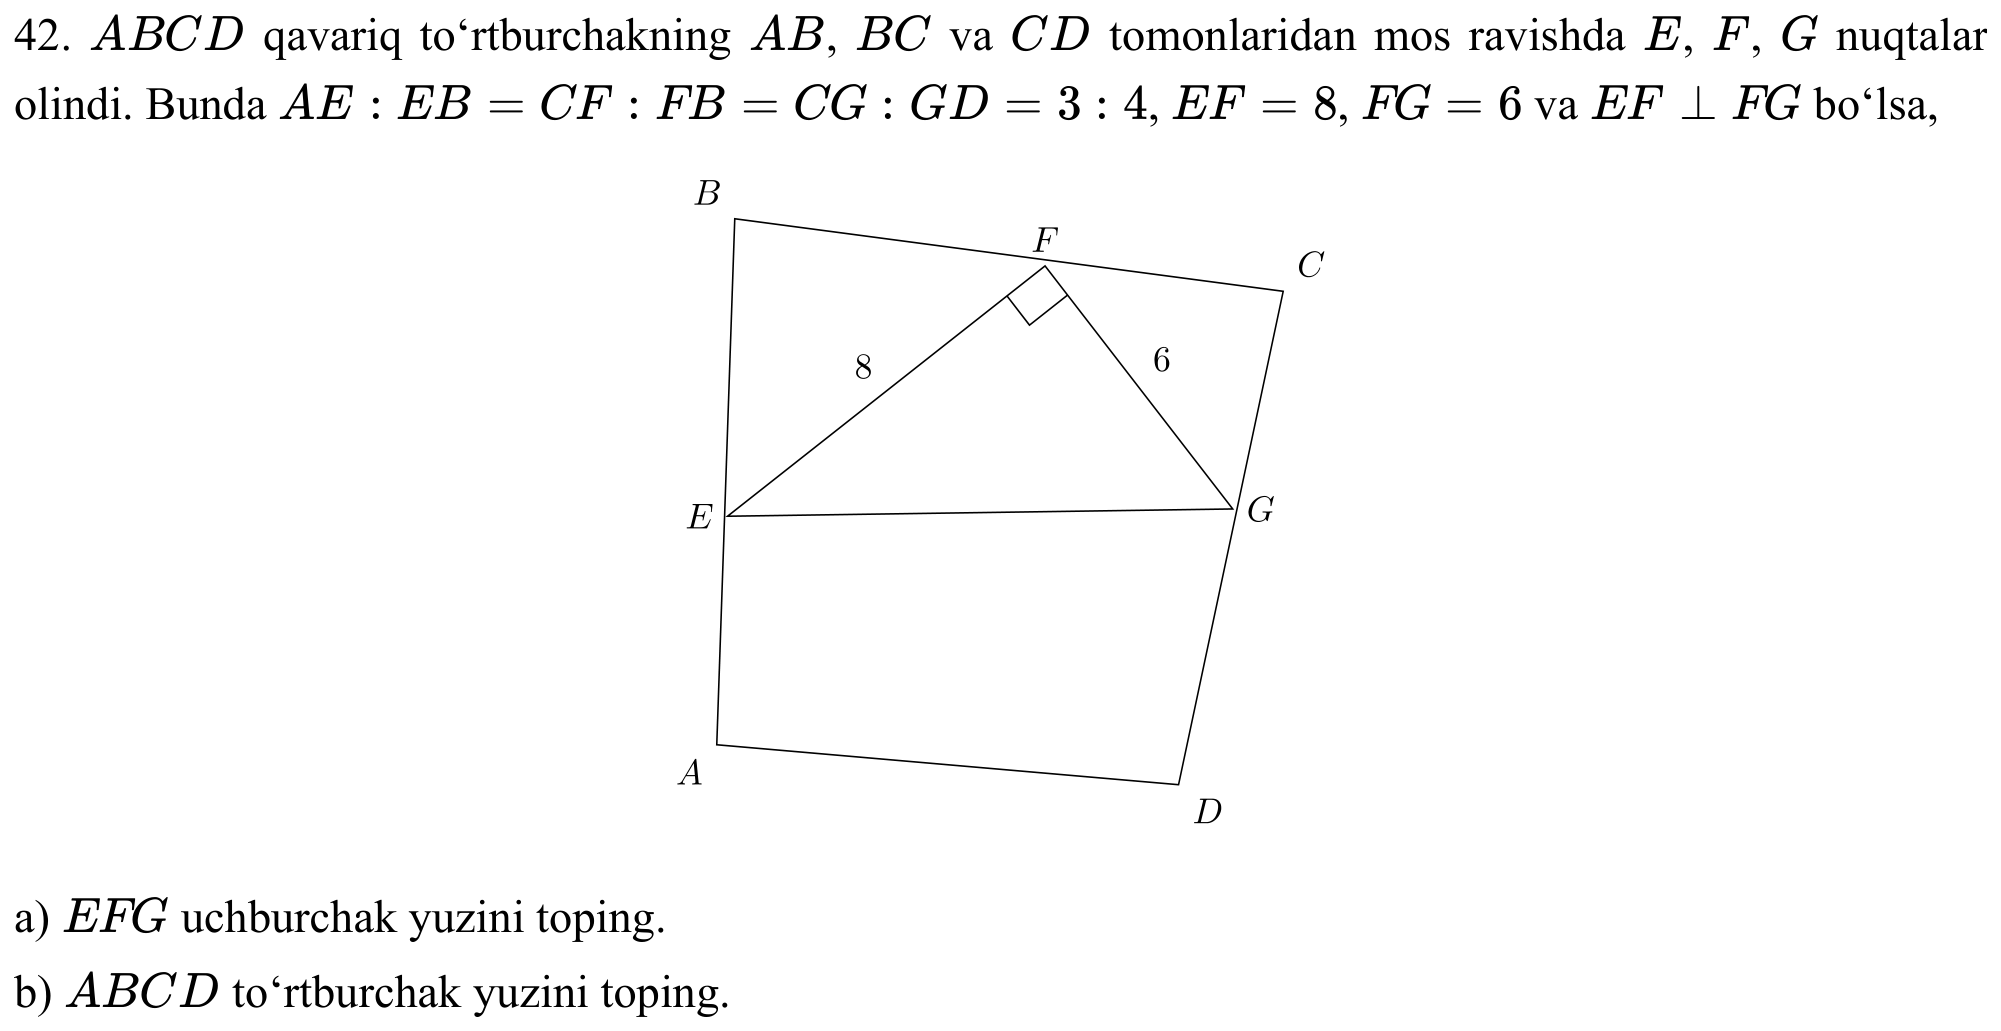 42. ABCD qavariq to‘rtburchakning AB, BC va CD tomonlaridan mos ravishda E, F, G nuqtalar
olindi. Bunda AE : EB = CF : FB = CG : GD = 3 : 4, EF = 8, FG = 6 va EF ⊥ FG bo‘lsa,
B
F
C
8
6
E
G
A
D
a) EFG uchburchak yuzini toping.
b) ABCD to‘rtburchak yuzini toping.